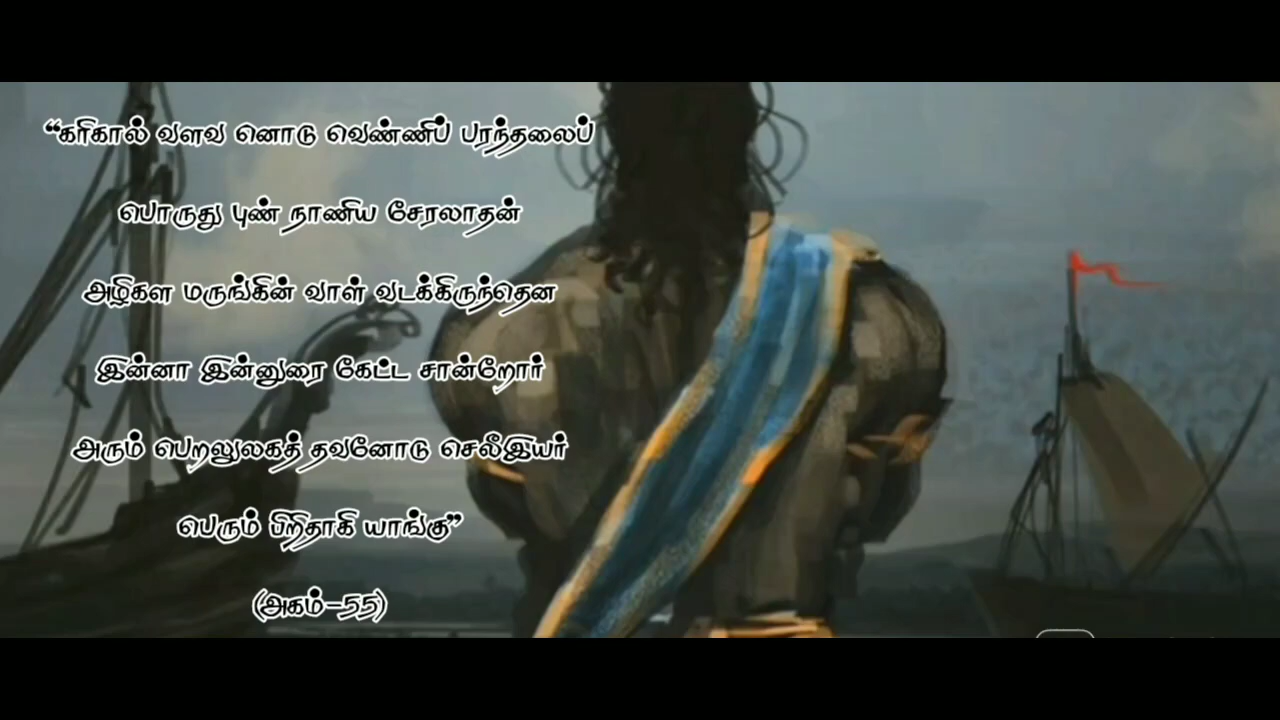 “கரிகால் வளவ னொடு வெண்ணிப் பரந்தலைப்
பொருது புண் நாணிய சேரலாதன்
அழிகள மருங்கின் வாள் வடக்கிருந்தென
இன்னா இன்னுரை கேட்ட சான்றோர்
அரும் பெறலுலகத் தவனோடு செலீஇயர்
பெரும் பிறிதாகி யாங்கு”
(அகம்-55)